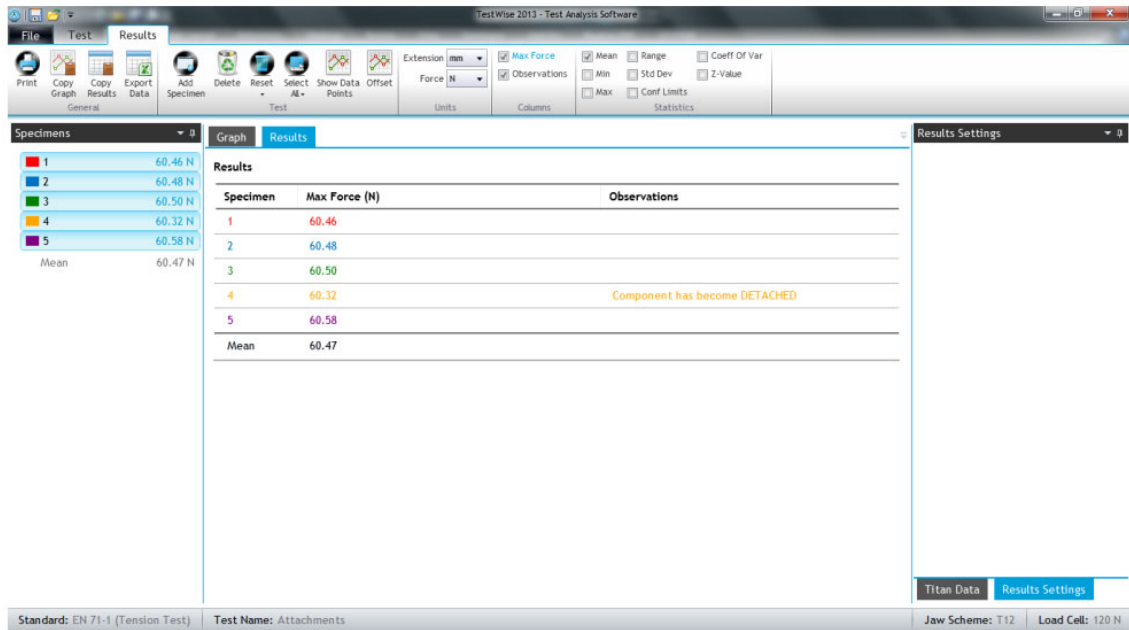 TestWise 2013 - Test Analysis Software
File Test Results
Print Copy Graph Copy Results Export Data Add Specimen Delete Reset Select All Show Data Points Offset
Extension mm
Force N
Max Force
Observations
Mean Range Coeff Of Var
Min Std Dev Z-Value
Max Conf Limits
General Test Units Columns Statistics
Specimens Graph Results Results Settings
1 60.46 N
2 60.48 N
3 60.50 N
4 60.32 N
5 60.58 N
Mean 60.47 N
Results
Specimen Max Force (N) Observations
1 60.46
2 60.48
3 60.50
4 60.32 Component has become DETACHED
5 60.58
Mean 60.47
Titan Data Results Settings
Standard: EN 71-1 (Tension Test) Test Name: Attachments Jaw Scheme: T12 Load Cell: 120 N